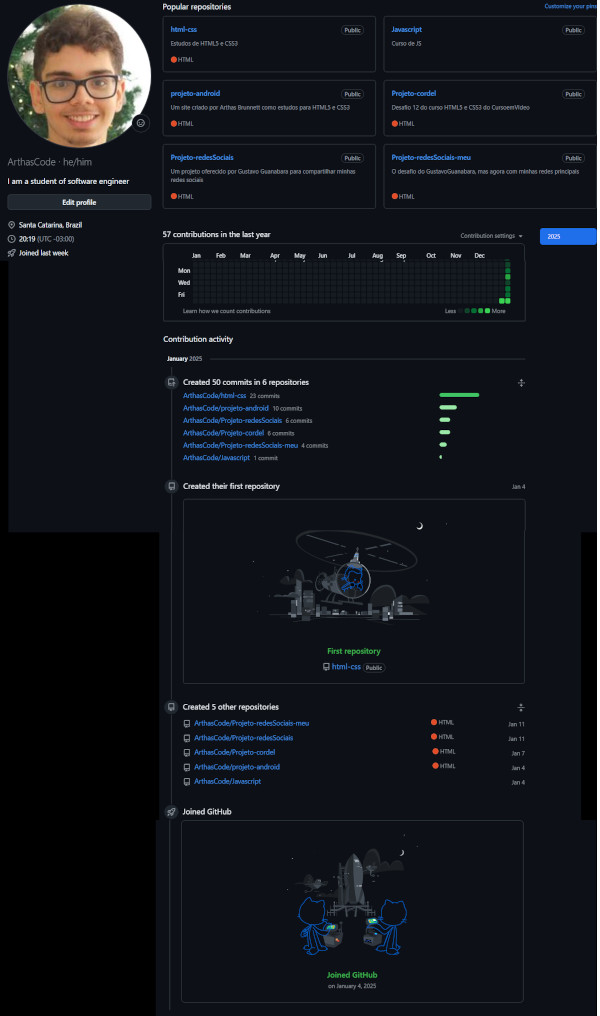 ArthasCode · he/him
I am a student of software engineer
Edit profile
Santa Catarina, Brazil
20:19 (UTC -03:00)
Joined last week
Popular repositories
Customize your pins
html-css Public
Estudos de HTML5 e CSS3
HTML
Javascript Public
Curso de JS
projeto-android Public
Um site criado por Arthas Brunnett como estudos para HTML5 e CSS3
HTML
Projeto-cordel Public
Desafio 12 do curso HTML5 e CSS3 do CursoemVideo
HTML
Projeto-redesSociais Public
Um projeto oferecido por Gustavo Guanabara para compartilhar minhas
redes sociais
HTML
Projeto-redesSociais-meu Public
O desafio do GustavoGuanabara, mas agora com minhas redes principais
HTML
57 contributions in the last year
Contribution settings
2025
Jan Feb Mar Apr May Jun Jul Aug Sep Oct Nov Dec
Mon
Wed
Fri
Learn how we count contributions
Less More
Contribution activity
January 2025
Created 50 commits in 6 repositories
ArthasCode/html-css 23 commits
ArthasCode/projeto-android 10 commits
ArthasCode/Projeto-redesSociais 6 commits
ArthasCode/Projeto-cordel 6 commits
ArthasCode/Projeto-redesSociais-meu 4 commits
ArthasCode/Javascript 1 commit
Created their first repository Jan 4
First repository
html-css Public
Created 5 other repositories
ArthasCode/Projeto-redesSociais-meu HTML Jan 11
ArthasCode/Projeto-redesSociais HTML Jan 11
ArthasCode/Projeto-cordel HTML Jan 7
ArthasCode/projeto-android HTML Jan 4
ArthasCode/Javascript Jan 4
Joined GitHub
Joined GitHub
on January 4, 2025